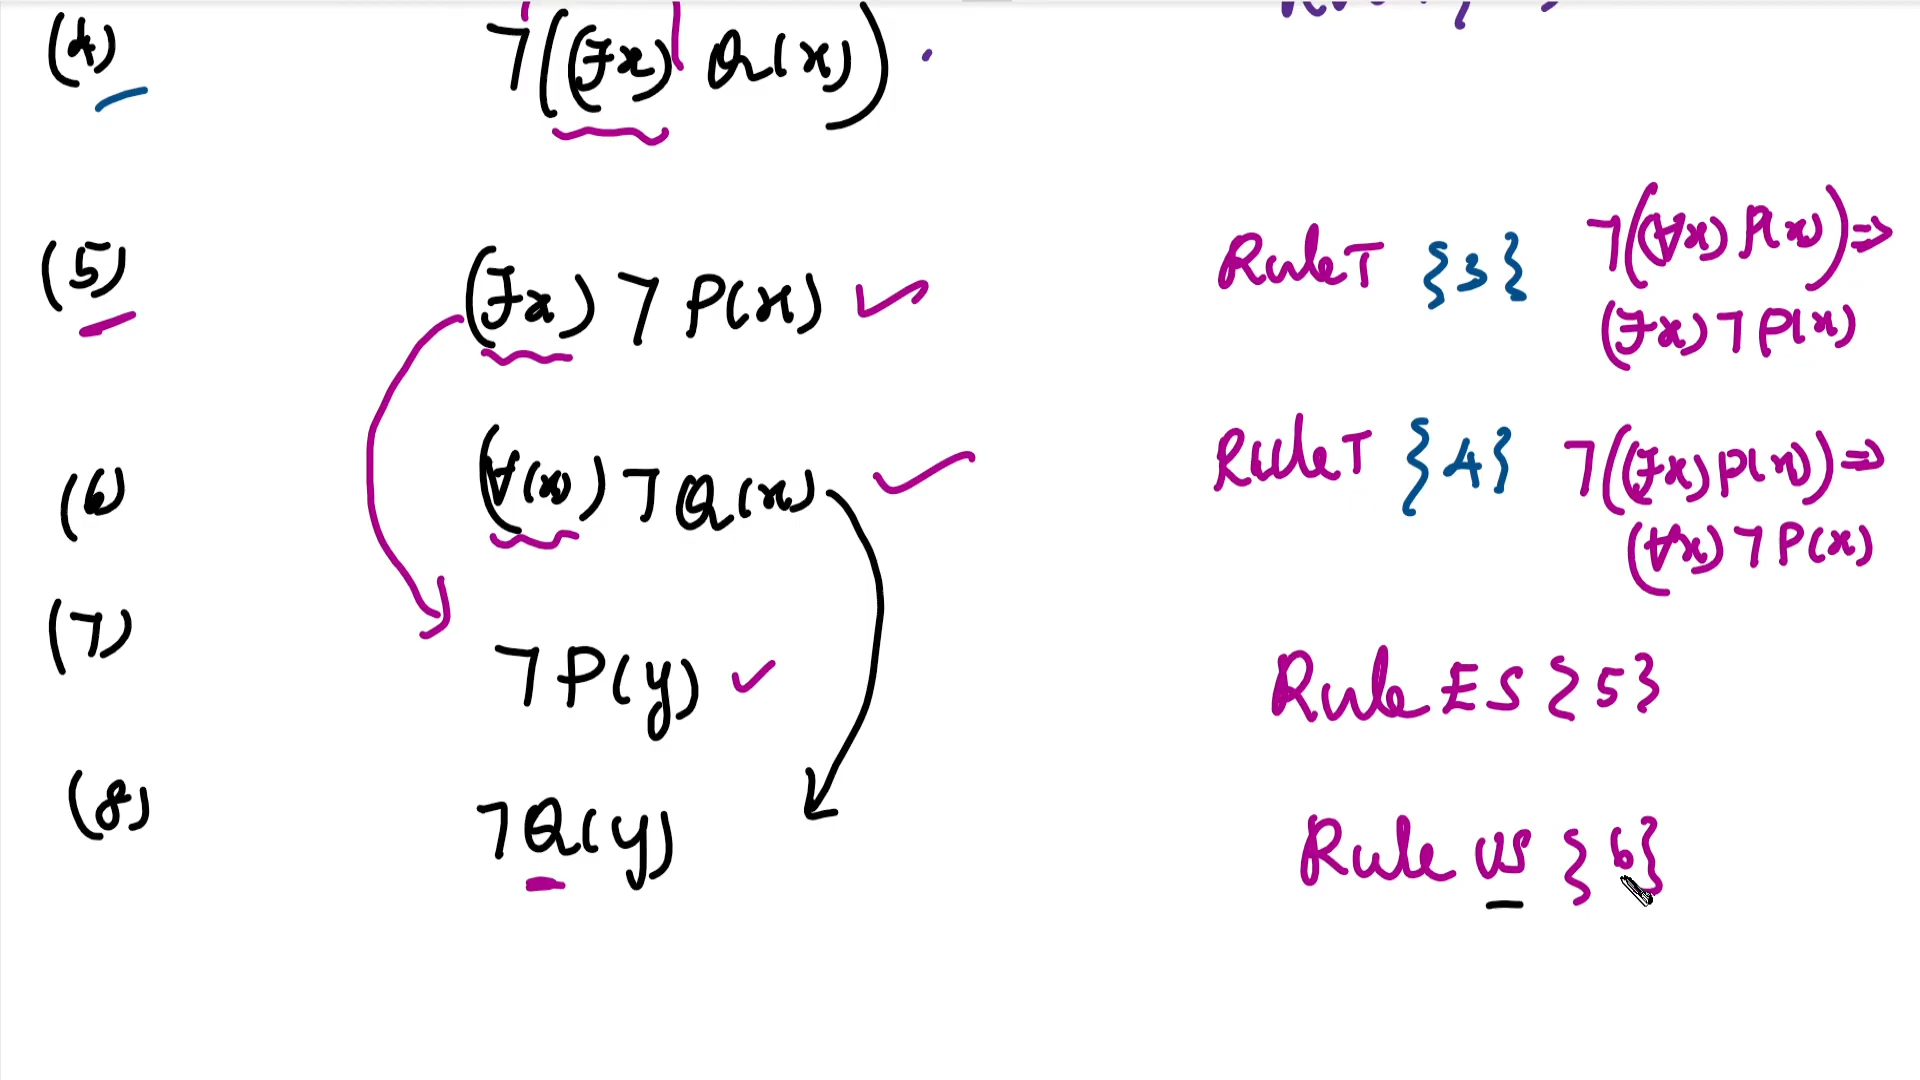 (4) ¬((∃x) Q(x))
(5) (∃x) ¬P(x) Rule T {3} ¬((∀x) P(x)) ⇒
(∃x) ¬P(x)
(6) (∀(x)) ¬Q(x) Rule T {4} ¬((∃x) P(x)) ⇒
(∀x) ¬P(x)
(7) ¬P(y) Rule ES {5}
(8) ¬Q(y) Rule US {6}